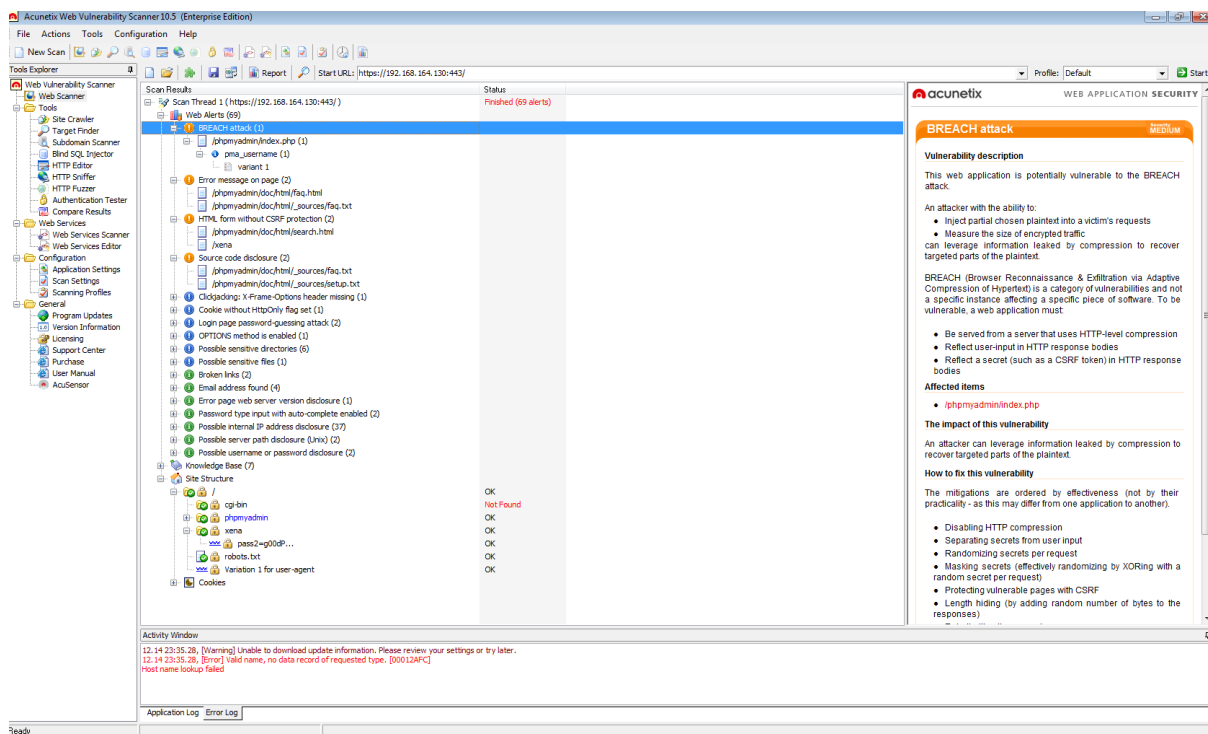 Acunetix Web Vulnerability Scanner 10.5 (Enterprise Edition)
File Actions Tools Configuration Help
New Scan
Tools Explorer
Report
Start URL: https://192.168.164.130:443/
Profile: Default
Start
Web Vulnerability Scanner
Web Scanner
Tools
Site Crawler
Target Finder
Subdomain Scanner
Blind SQL Injector
HTTP Editor
HTTP Sniffer
HTTP Fuzzer
Authentication Tester
Compare Results
Web Services
Web Services Scanner
Web Services Editor
Configuration
Application Settings
Scan Settings
Scanning Profiles
General
Program Updates
Version Information
Licensing
Support Center
Purchase
User Manual
AcuSensor
Scan Results Status
Scan Thread 1 ( https://192.168.164.130:443/ ) Finished (69 alerts)
Web Alerts (69)
BREACH attack (1)
/phpmyadmin/index.php (1)
pma_username (1)
variant 1
Error message on page (2)
/phpmyadmin/doc/html/faq.html
/phpmyadmin/doc/html/_sources/faq.txt
HTML form without CSRF protection (2)
/phpmyadmin/doc/html/search.html
/xena
Source code disclosure (2)
/phpmyadmin/doc/html/_sources/faq.txt
/phpmyadmin/doc/html/_sources/setup.txt
Clickjacking: X-Frame-Options header missing (1)
Cookie without HttpOnly flag set (1)
Login page password-guessing attack (2)
OPTIONS method is enabled (1)
Possible sensitive directories (6)
Possible sensitive files (1)
Broken links (2)
Email address found (4)
Error page web server version disclosure (1)
Password type input with auto-complete enabled (2)
Possible internal IP address disclosure (37)
Possible server path disclosure (Unix) (2)
Possible username or password disclosure (2)
Knowledge Base (7)
Site Structure
/ OK
cgi-bin Not Found
phpmyadmin OK
xena OK
pass2=g00dP... OK
robots.txt OK
Variation 1 for user-agent OK
Cookies
acunetix WEB APPLICATION SECURITY
BREACH attack
Severity
MEDIUM
Vulnerability description
This web application is potentially vulnerable to the BREACH
attack.
An attacker with the ability to:
• Inject partial chosen plaintext into a victim's requests
• Measure the size of encrypted traffic
can leverage information leaked by compression to recover
targeted parts of the plaintext.
BREACH (Browser Reconnaissance & Exfiltration via Adaptive
Compression of Hypertext) is a category of vulnerabilities and not
a specific instance affecting a specific piece of software. To be
vulnerable, a web application must:
• Be served from a server that uses HTTP-level compression
• Reflect user-input in HTTP response bodies
• Reflect a secret (such as a CSRF token) in HTTP response
bodies
Affected items
• /phpmyadmin/index.php
The impact of this vulnerability
An attacker can leverage information leaked by compression to
recover targeted parts of the plaintext.
How to fix this vulnerability
The mitigations are ordered by effectiveness (not by their
practicality - as this may differ from one application to another).
• Disabling HTTP compression
• Separating secrets from user input
• Randomizing secrets per request
• Masking secrets (effectively randomizing by XORing with a
random secret per request)
• Protecting vulnerable pages with CSRF
• Length hiding (by adding random number of bytes to the
responses)
Activity Window
12.14 23:35.28, [Warning] Unable to download update information. Please review your settings or try later.
12.14 23:35.28, [Error] Valid name, no data record of requested type. [00012AFC]
Host name lookup failed
Application Log Error Log
Ready